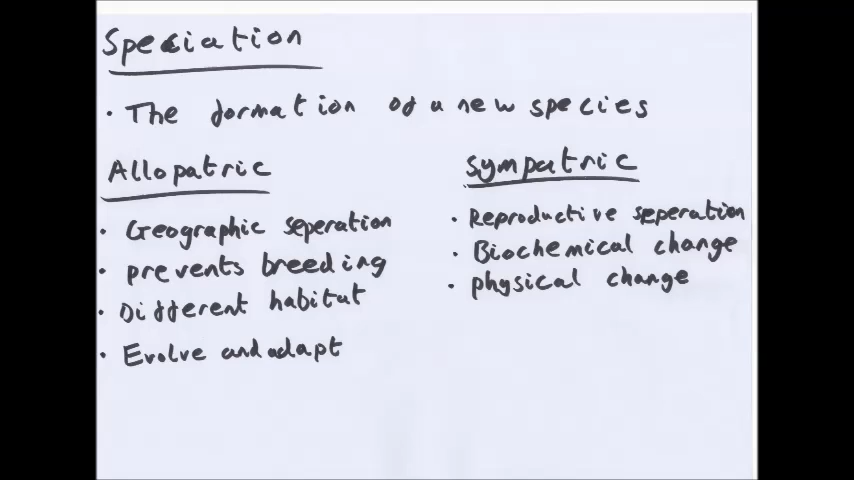 Speciation
· The formation of a new species
Allopatric
· Geographic seperation
· prevents breeding
· Different habitat
· Evolve and adapt
Sympatric
· Reproductive seperation
· Biochemical change
· physical change